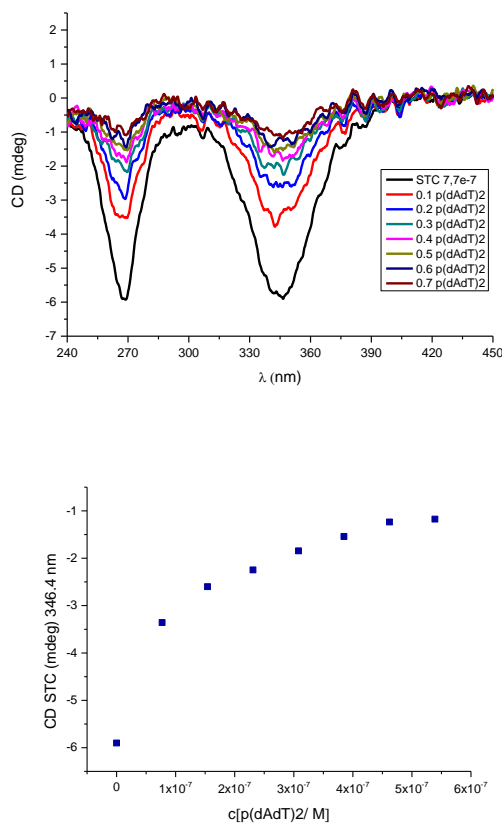 2
1
0
-1
-2
-3
-4
-5
-6
-7
CD (mdeg)
STC 7,7e-7
0.1 p(dAdT)2
0.2 p(dAdT)2
0.3 p(dAdT)2
0.4 p(dAdT)2
0.5 p(dAdT)2
0.6 p(dAdT)2
0.7 p(dAdT)2
240 270 300 330 360 390 420 450
λ (nm)
-1
-2
-3
-4
-5
-6
CD STC (mdeg) 346.4 nm
0 1x10⁻⁷ 2x10⁻⁷ 3x10⁻⁷ 4x10⁻⁷ 5x10⁻⁷ 6x10⁻⁷
c[p(dAdT)2/ M]